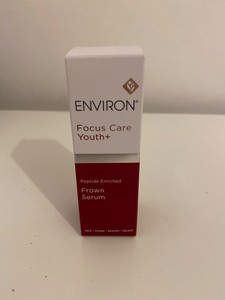 ENVIRON®
Focus Care
Youth+
Peptide Enriched
Frown
Serum